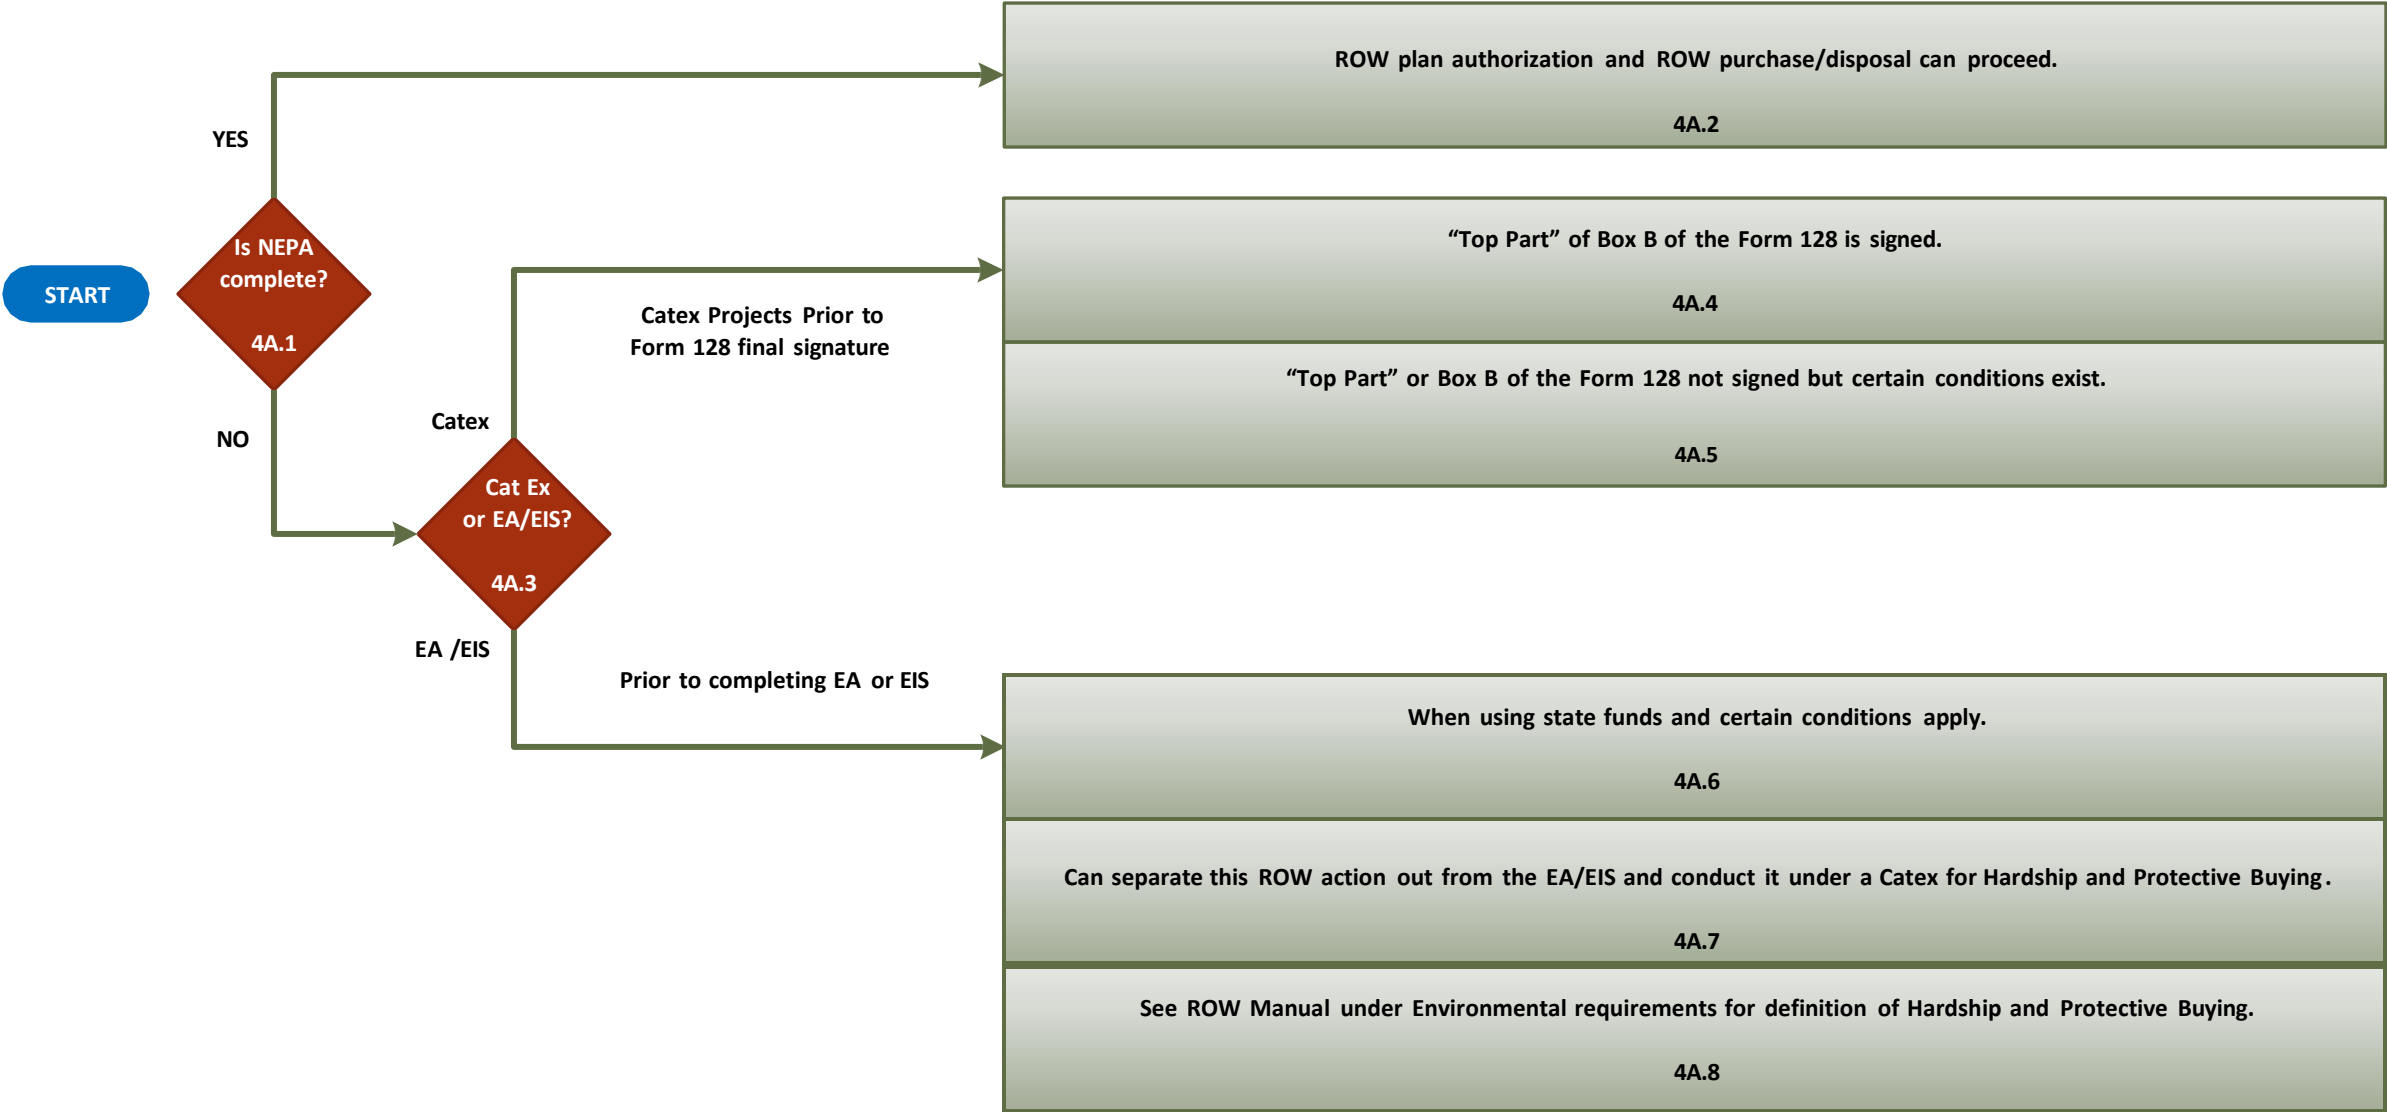 ROW plan authorization and ROW purchase/disposal can proceed.
4A.2
YES
START
Is NEPA
complete?
4A.1
NO
“Top Part” of Box B of the Form 128 is signed.
4A.4
Catex Projects Prior to
Form 128 final signature
“Top Part” or Box B of the Form 128 not signed but certain conditions exist.
4A.5
Catex
Cat Ex
or EA/EIS?
4A.3
EA /EIS
Prior to completing EA or EIS
When using state funds and certain conditions apply.
4A.6
Can separate this ROW action out from the EA/EIS and conduct it under a Catex for Hardship and Protective Buying.
4A.7
See ROW Manual under Environmental requirements for definition of Hardship and Protective Buying.
4A.8